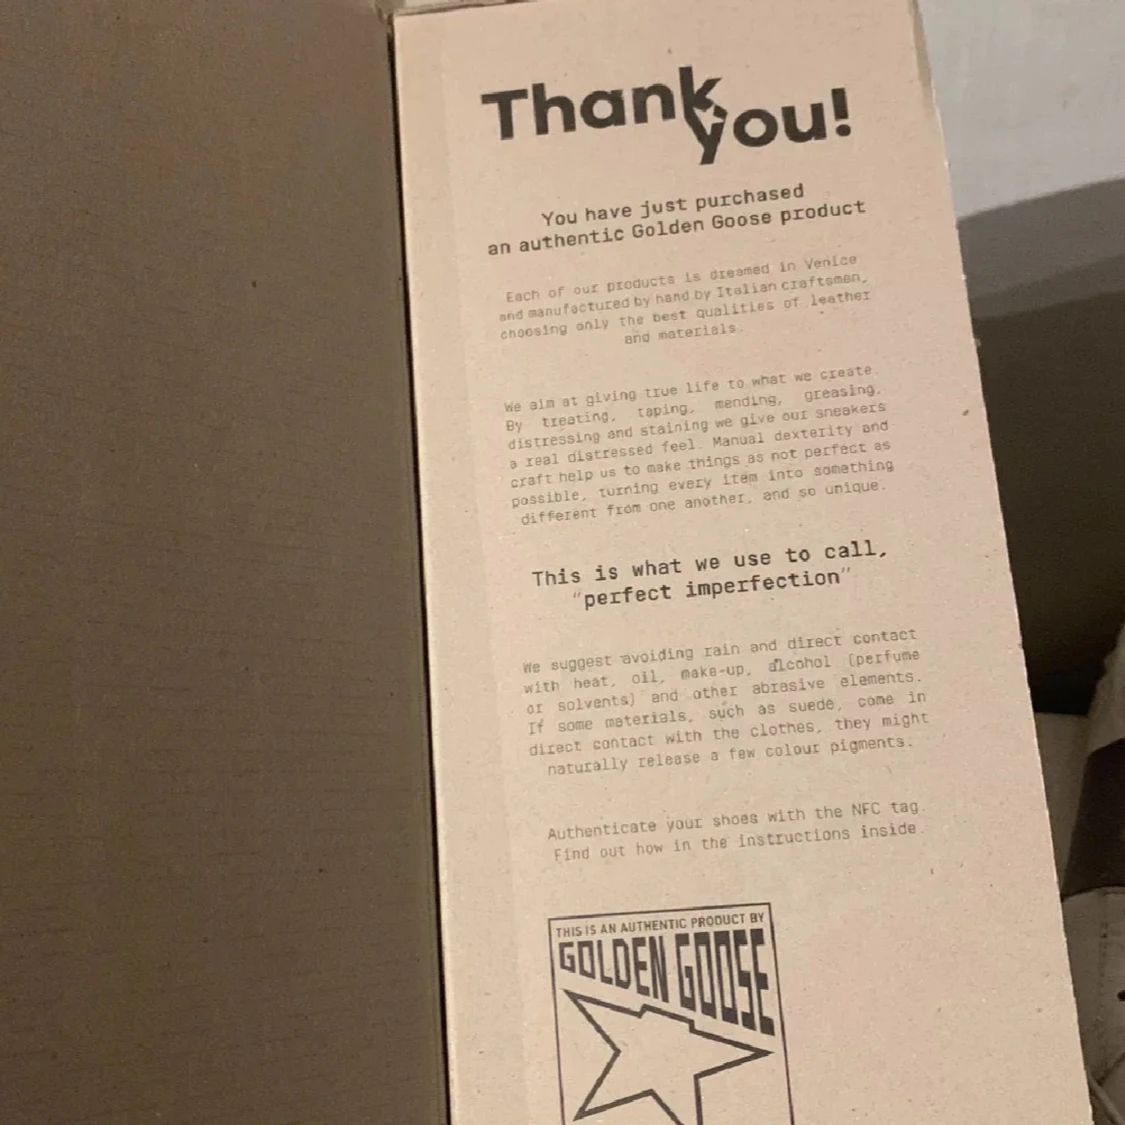 Thank
you!
You have just purchased
an authentic Golden Goose product
Each of our products is dreamed in Venice
and manufactured by hand by Italian craftsmen,
choosing only the best qualities of leather
and materials.
We aim at giving true life to what we create.
By treating, taping, mending, greasing,
distressing and staining we give our sneakers
a real distressed feel. Manual dexterity and
craft help us to make things as not perfect as
possible, turning every item into something
different from one another, and so unique.
This is what we use to call,
"perfect imperfection"
We suggest avoiding rain and direct contact
with heat, oil, make-up, alcohol (perfume
or solvents) and other abrasive elements.
If some materials, such as suede, come in
direct contact with the clothes, they might
naturally release a few colour pigments.
Authenticate your shoes with the NFC tag.
Find out how in the instructions inside.
THIS IS AN AUTHENTIC PRODUCT BY
GOLDEN GOOSE